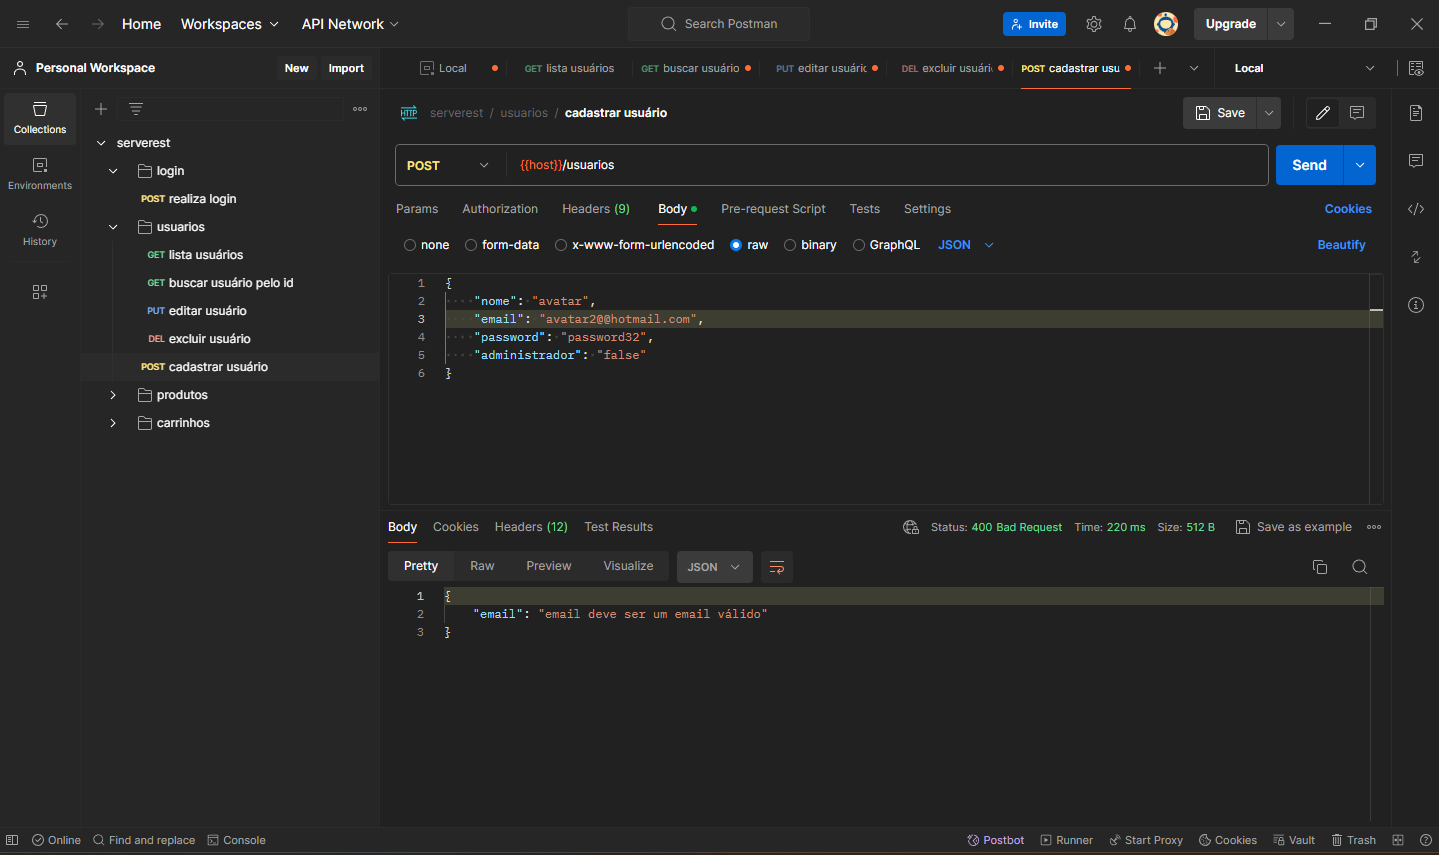 Home Workspaces API Network Search Postman Invite Upgrade
Personal Workspace New Import Local GET lista usuários GET buscar usuário PUT editar usuári DEL excluir usuári POST cadastrar usu Local
Collections
Environments
History
serverest
login
POST realiza login
usuarios
GET lista usuários
GET buscar usuário pelo id
PUT editar usuário
DEL excluir usuário
POST cadastrar usuário
produtos
carrinhos
HTTP serverest / usuarios / cadastrar usuário Save
POST {{host}}/usuarios Send
Params Authorization Headers (9) Body Pre-request Script Tests Settings Cookies
none form-data x-www-form-urlencoded raw binary GraphQL JSON Beautify
1 {
2 "nome": "avatar",
3 "email": "avatar2@@hotmail.com",
4 "password": "password32",
5 "administrador": "false"
6 }
Body Cookies Headers (12) Test Results Status: 400 Bad Request Time: 220 ms Size: 512 B Save as example
Pretty Raw Preview Visualize JSON
1 {
2 "email": "email deve ser um email válido"
3 }
Online Find and replace Console Postbot Runner Start Proxy Cookies Vault Trash